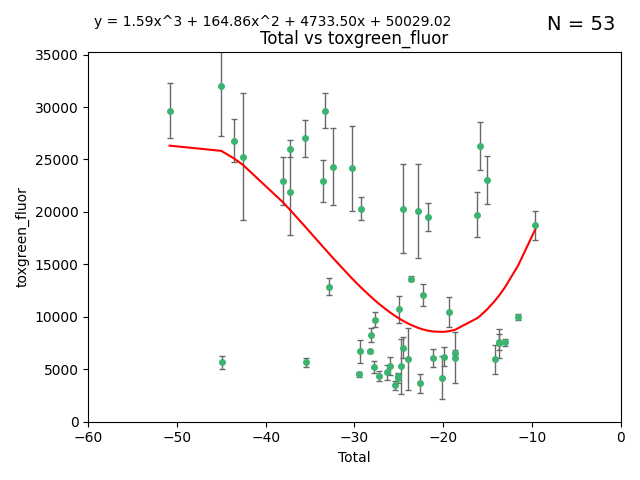 y = 1.59x^3 + 164.86x^2 + 4733.50x + 50029.02
N = 53
Total vs toxgreen_fluor
35000
30000
25000
20000
15000
10000
5000
0
toxgreen_fluor
−60 −50 −40 −30 −20 −10 0
Total